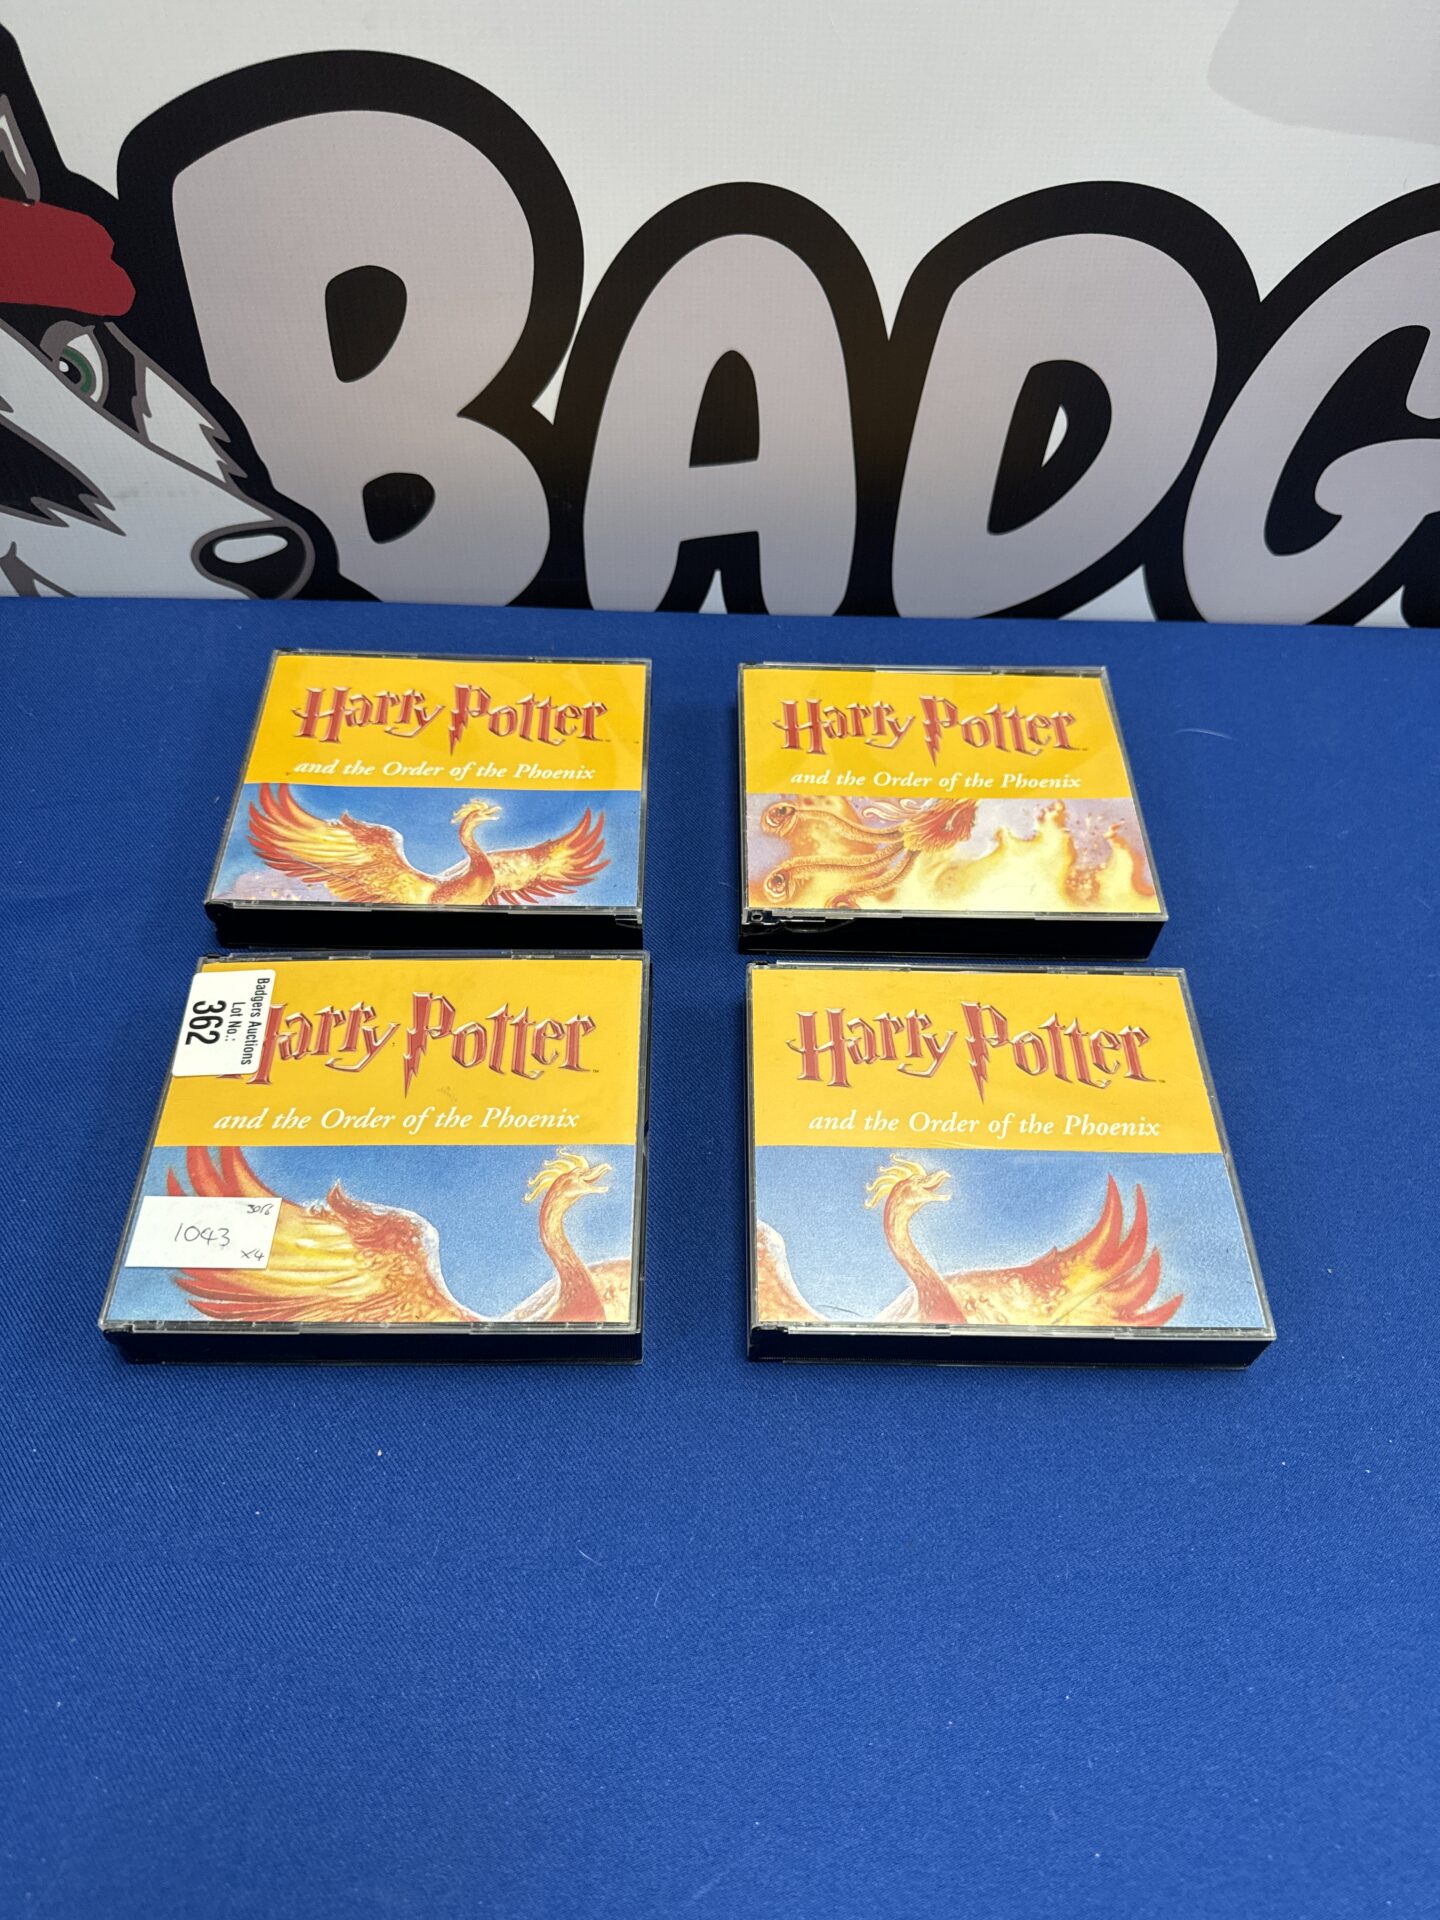 BADG
Harry Potter
and the Order of the Phoenix
Harry Potter
and the Order of the Phoenix
Badgers Auctions
Lot No.:
362
Harry Potter
and the Order of the Phoenix
1043
x4
Harry Potter
and the Order of the Phoenix